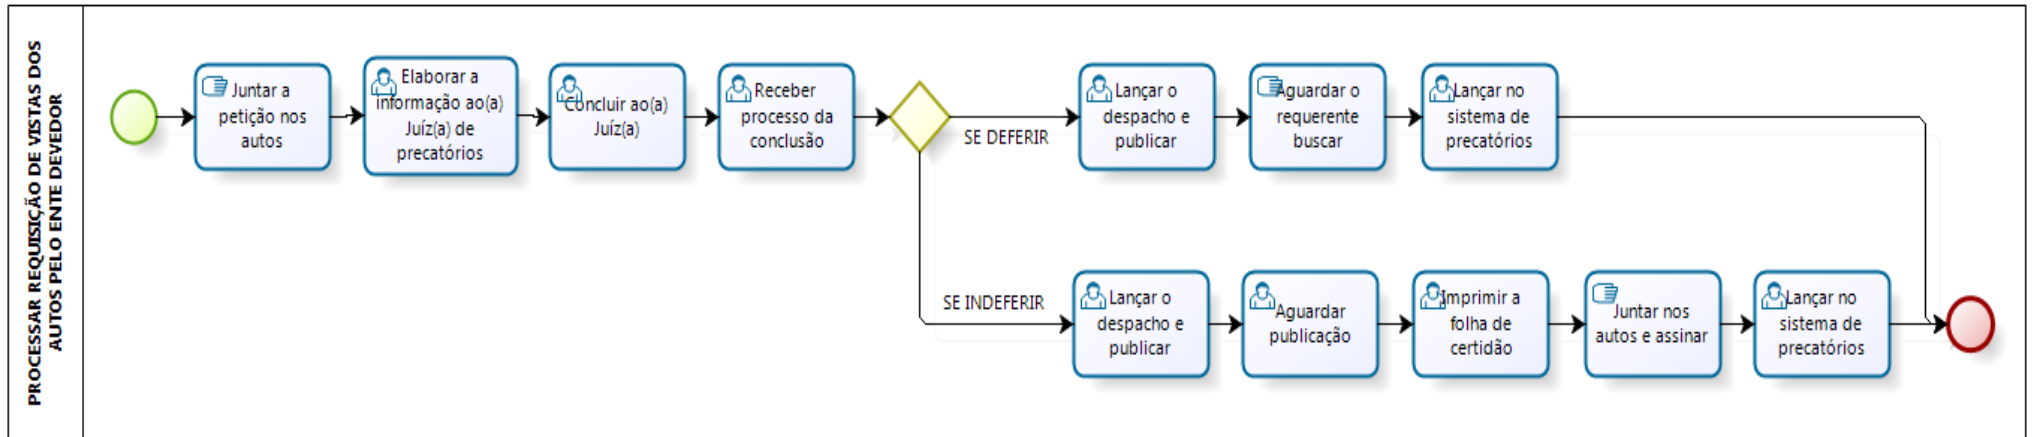 PROCESSAR REQUISIÇÃO DE VISTAS DOS
AUTOS PELO ENTE DEVEDOR
Juntar a
petição nos
autos
Elaborar a
informação ao(a)
Juíz(a) de
precatórios
Concluir ao(a)
Juíz(a)
Receber
processo da
conclusão
SE DEFERIR
Lançar o
despacho e
publicar
Aguardar o
requerente
buscar
Lançar no
sistema de
precatórios
SE INDEFERIR
Lançar o
despacho e
publicar
Aguardar
publicação
Imprimir a
folha de
certidão
Juntar nos
autos e assinar
Lançar no
sistema de
precatórios